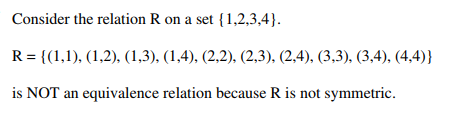 Consider the relation R on a set {1,2,3,4}.
R = {(1,1), (1,2), (1,3), (1,4), (2,2), (2,3), (2,4), (3,3), (3,4), (4,4)}
is NOT an equivalence relation because R is not symmetric.